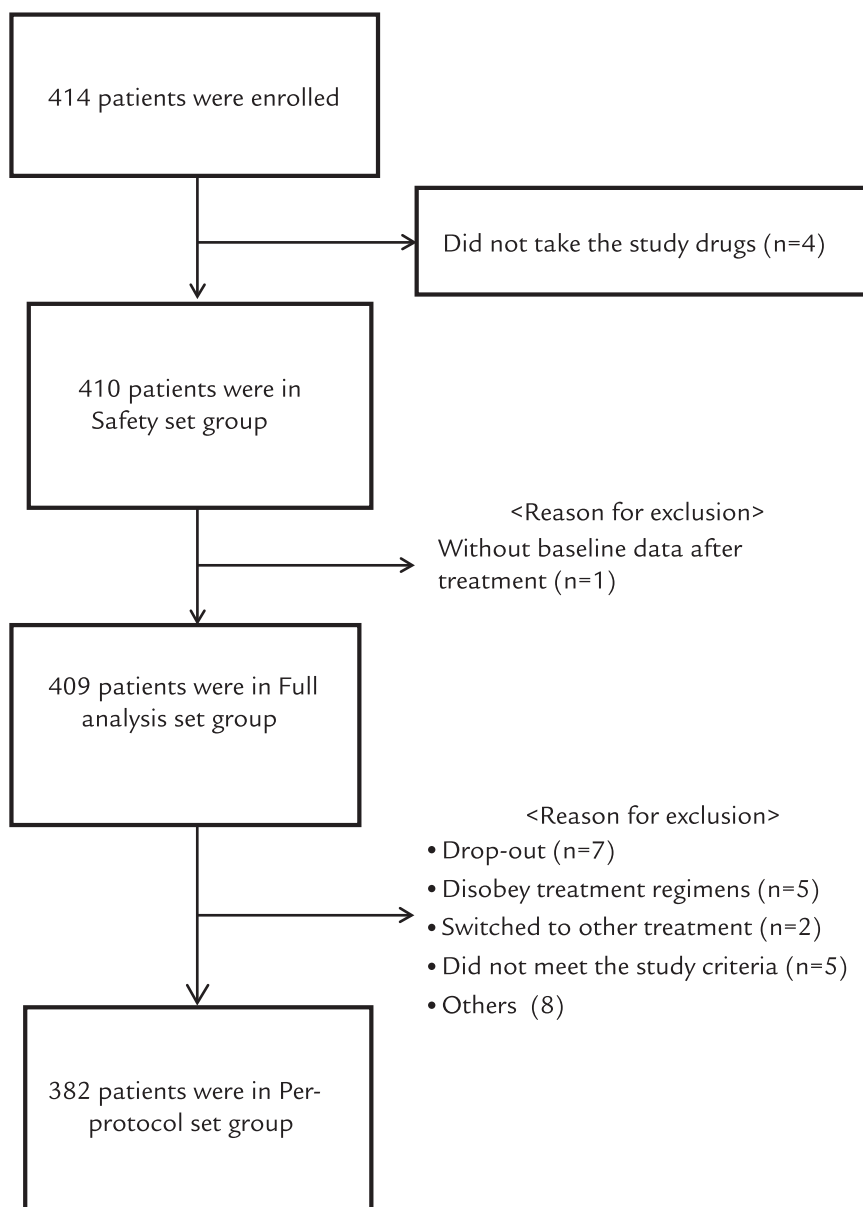 414 patients were enrolled
Did not take the study drugs (n=4)
410 patients were in
Safety set group
<Reason for exclusion>
Without baseline data after
treatment (n=1)
409 patients were in Full
analysis set group
<Reason for exclusion>
• Drop-out (n=7)
• Disobey treatment regimens (n=5)
• Switched to other treatment (n=2)
• Did not meet the study criteria (n=5)
• Others (8)
382 patients were in Per-
protocol set group